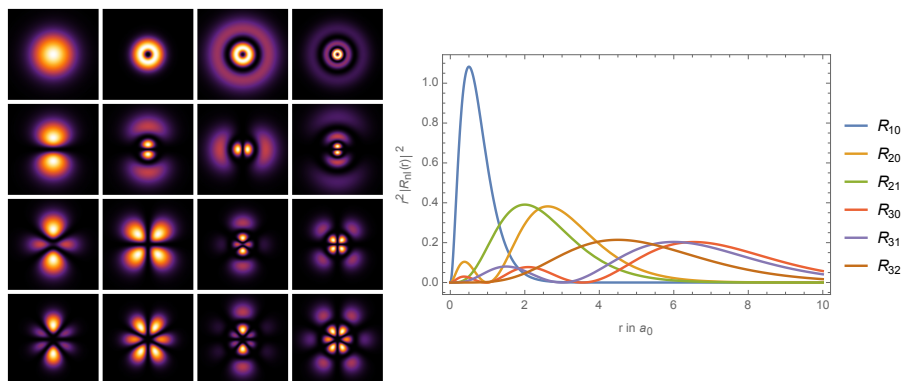 1.0
0.8
0.6
0.4
0.2
0.0
r² |Rnl(r)| ²
0 2 4 6 8 10
r in a₀
R₁₀
R₂₀
R₂₁
R₃₀
R₃₁
R₃₂